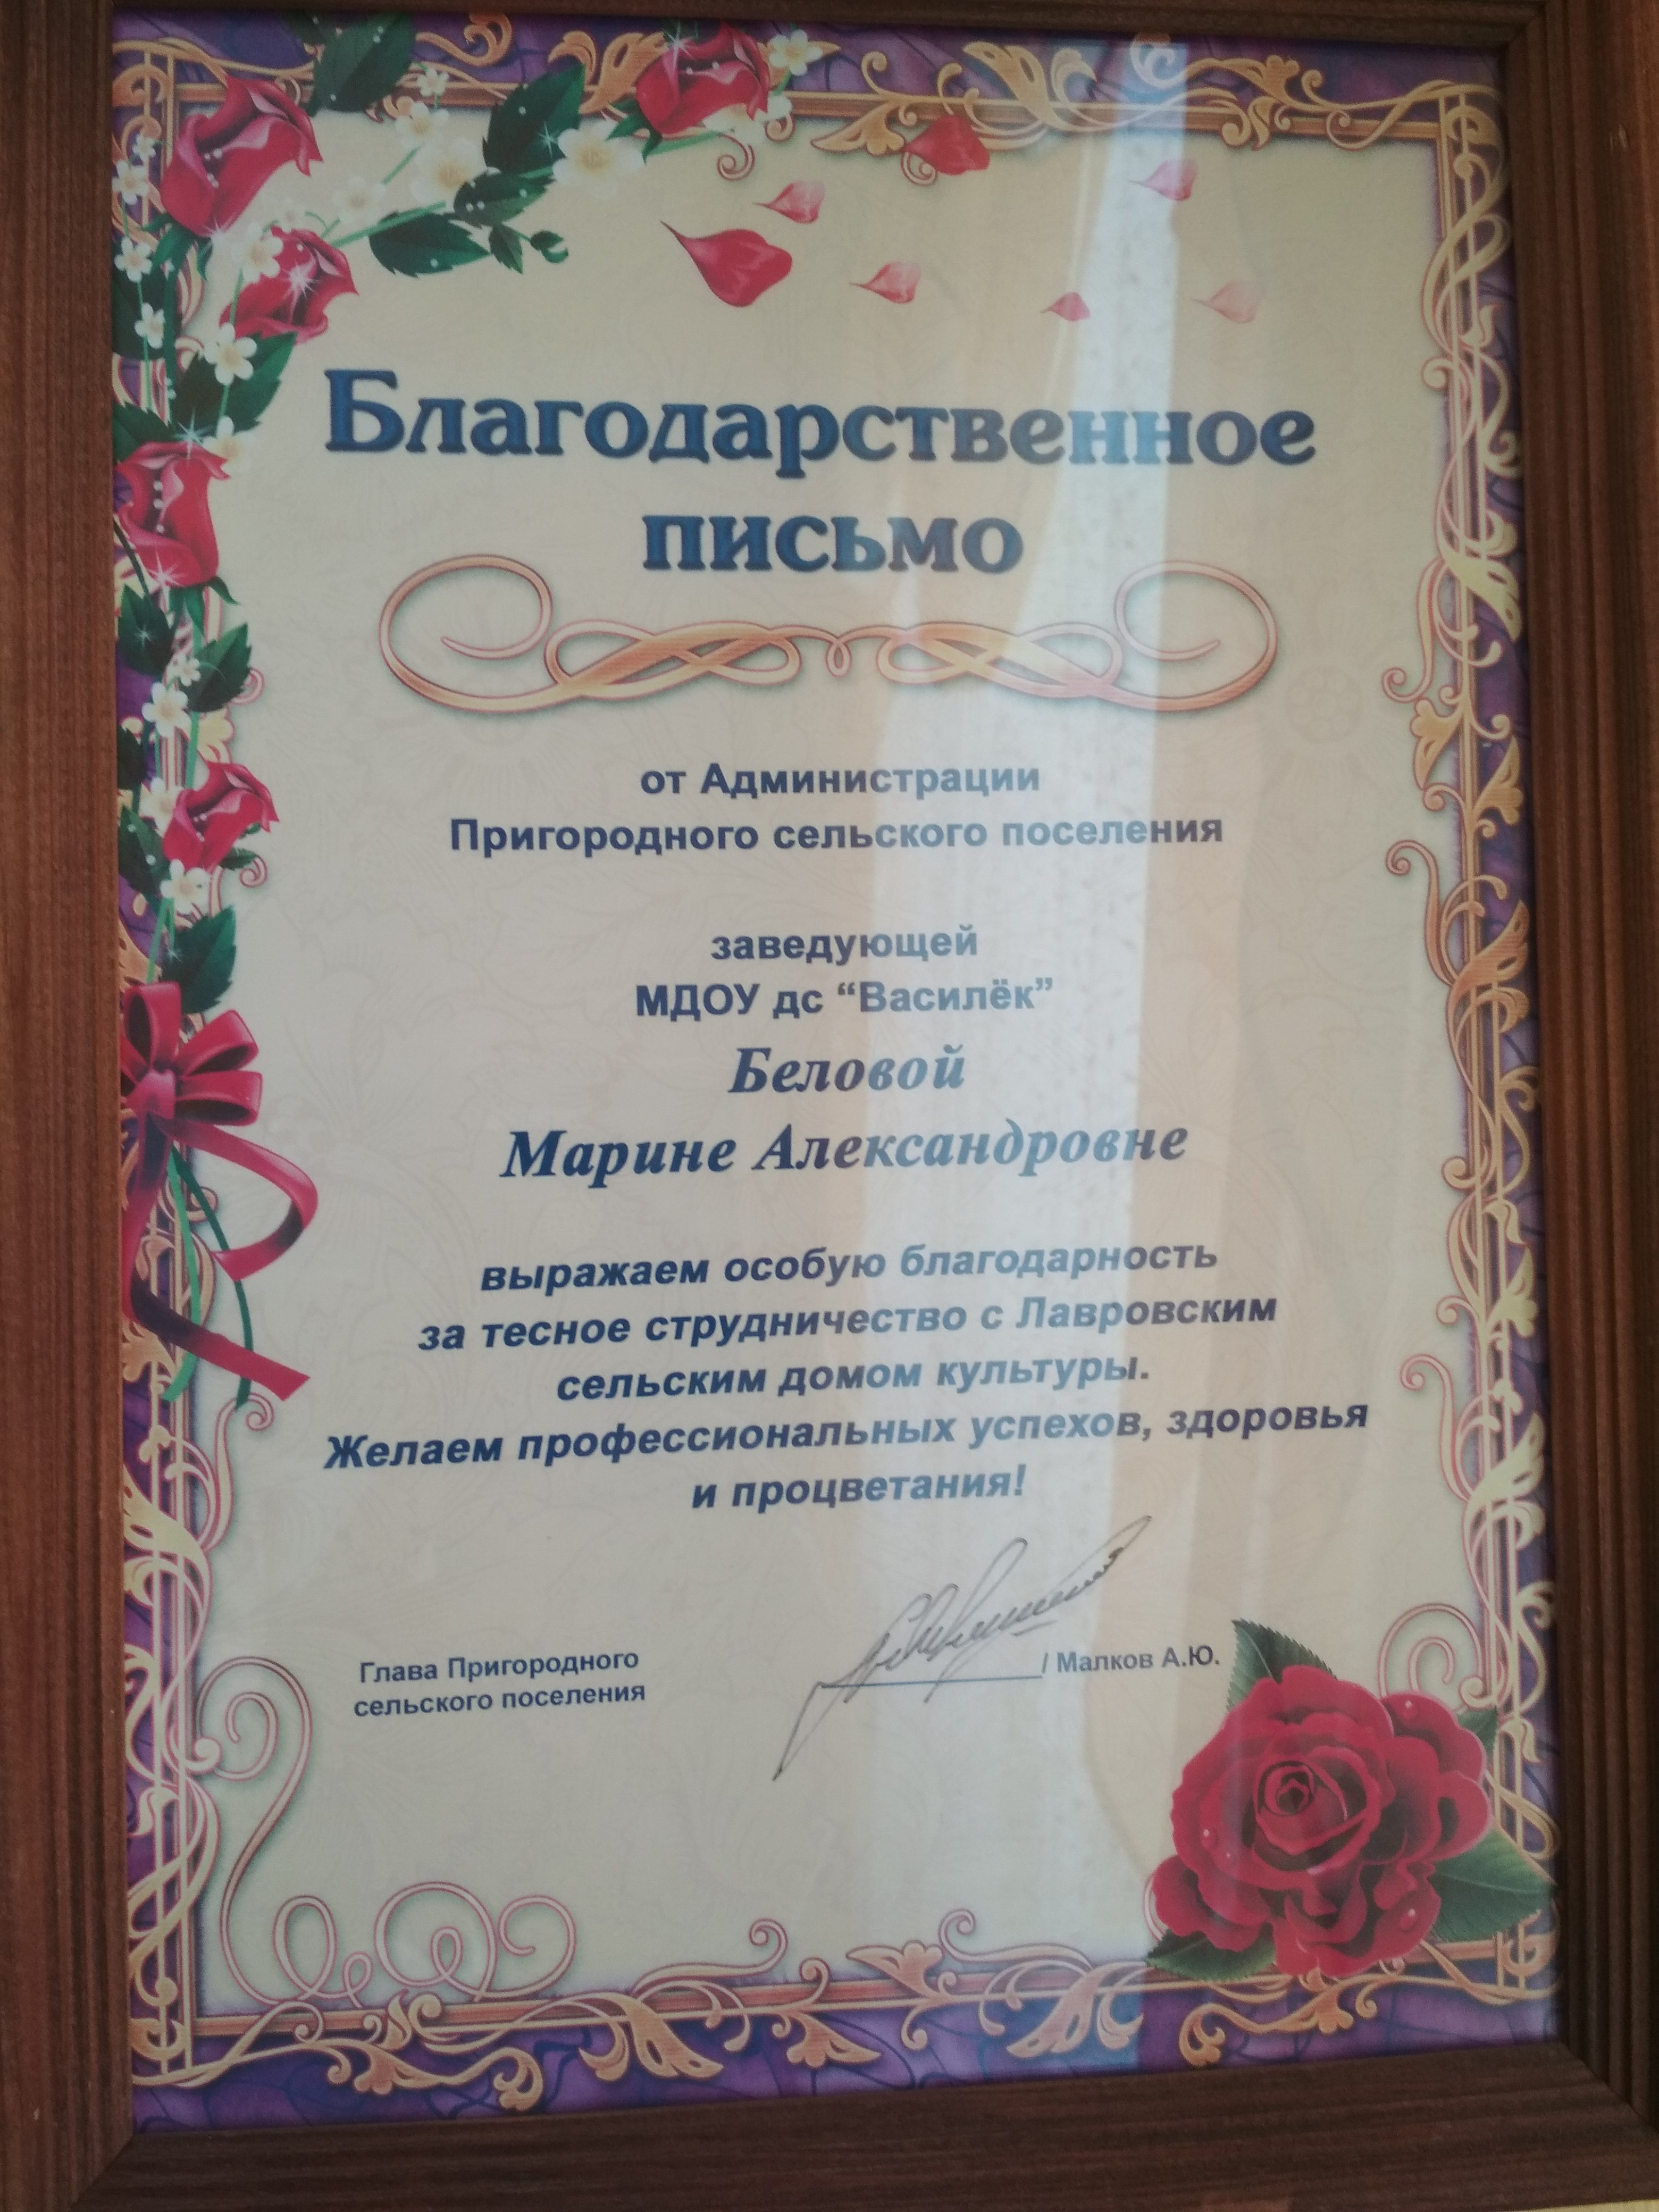 Благодарственное
письмо
от Администрации
Пригородного сельского поселения
заведующей
МДОУ дс “Василёк”
Беловой
Марине Александровне
выражаем особую благодарность
за тесное струдничество с Лавровским
сельским домом культуры.
Желаем профессиональных успехов, здоровья
и процветания!
Глава Пригородного
сельского поселения
/ Малков А.Ю.